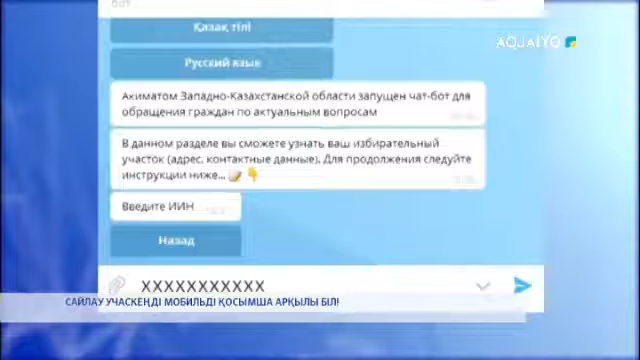 бот
Қазақ тілі
AQJAIYQ
Русский язык
Акиматом Западно-Казахстанской области запущен чат-бот для
обращения граждан по актуальным вопросам
В данном разделе вы сможете узнать ваш избирательный
участок (адрес, контактные данные). Для продолжения следуйте
инструкции ниже...
Введите ИИН
Назад
XXXXXXXXXXX
САЙЛАУ УЧАСКЕҢДІ МОБИЛЬДІ ҚОСЫМША АРҚЫЛЫ БІЛ!